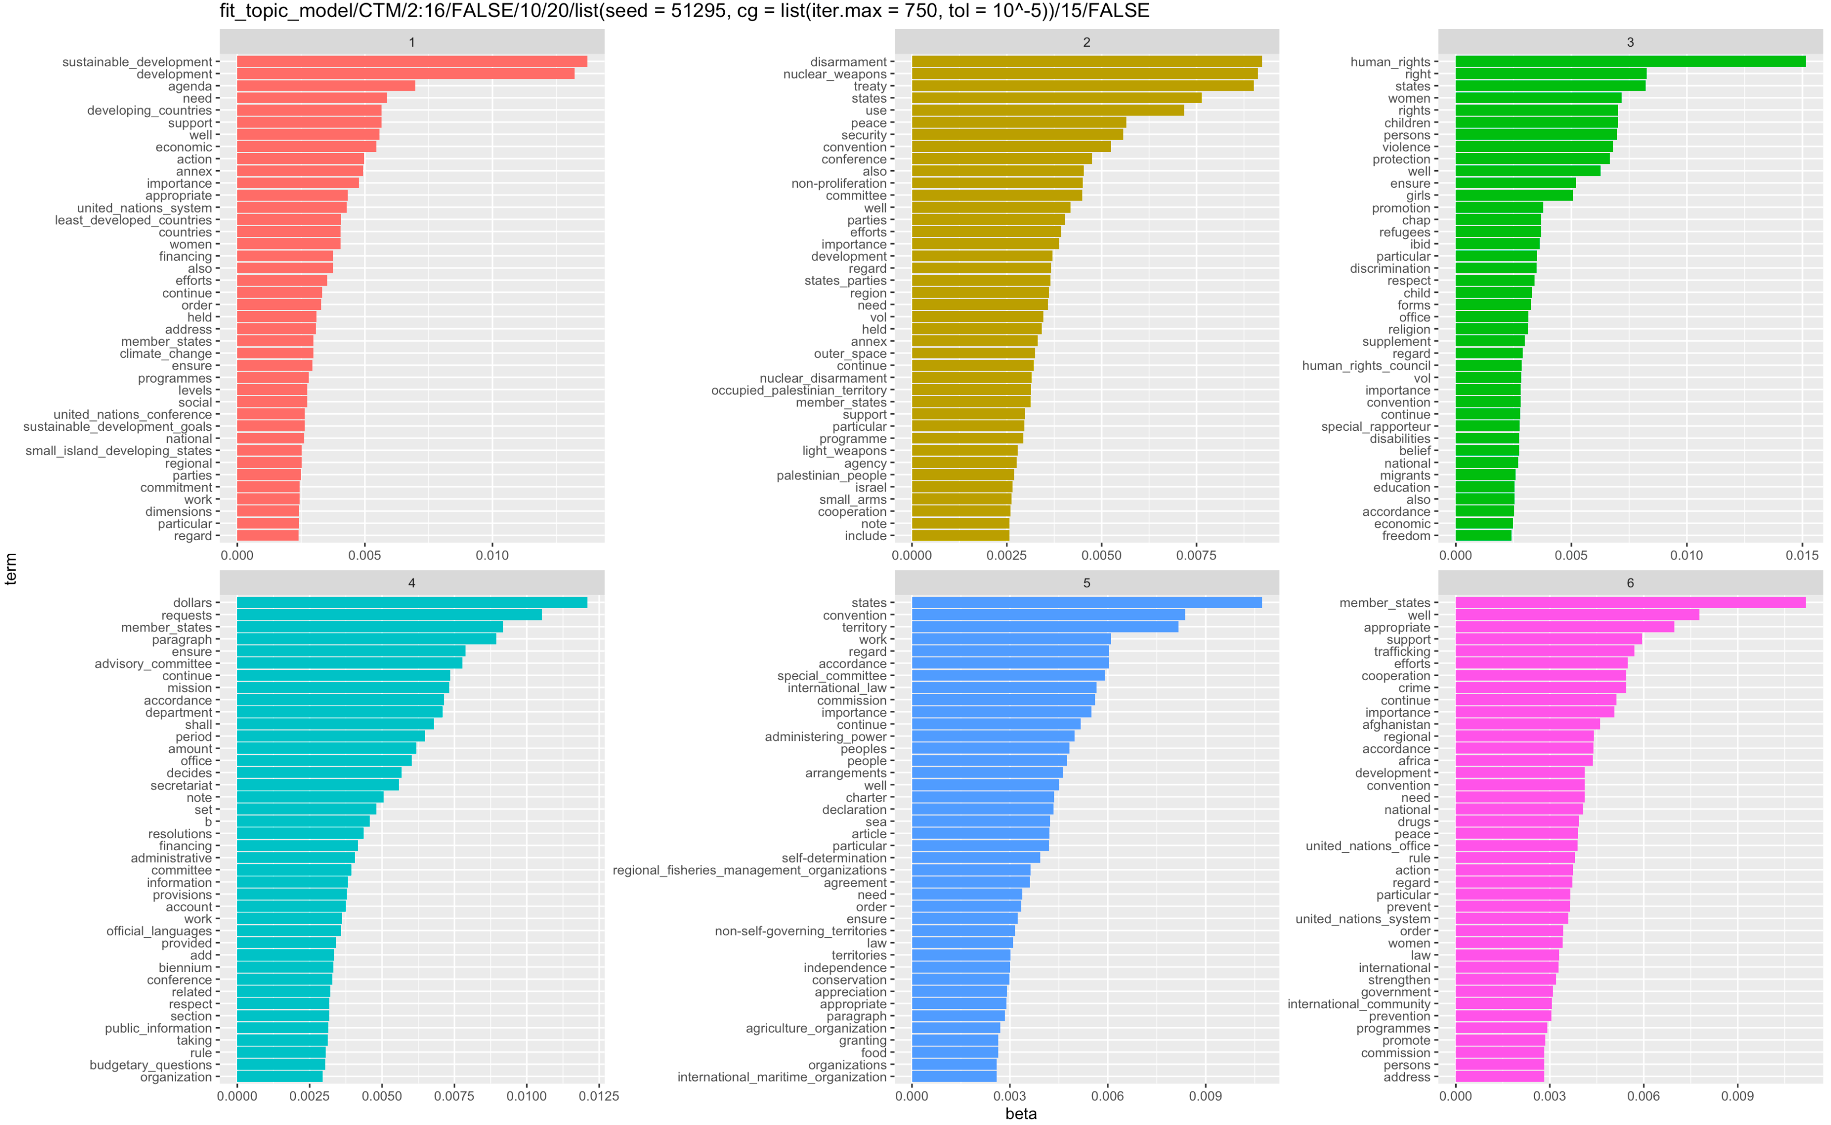 fit_topic_model/CTM/2:16/FALSE/10/20/list(seed = 51295, cg = list(iter.max = 750, tol = 10^-5))/15/FALSE
term
1
sustainable_development
development
agenda
need
developing_countries
support
well
economic
action
annex
importance
appropriate
united_nations_system
least_developed_countries
countries
women
financing
also
efforts
continue
order
held
address
member_states
climate_change
ensure
programmes
levels
social
united_nations_conference
sustainable_development_goals
national
small_island_developing_states
regional
parties
commitment
work
dimensions
particular
regard
0.000 0.005 0.010
2
disarmament
nuclear_weapons
treaty
states
use
peace
security
convention
conference
also
non-proliferation
committee
well
parties
efforts
importance
development
regard
states_parties
region
need
vol
held
annex
outer_space
continue
nuclear_disarmament
occupied_palestinian_territory
member_states
support
particular
programme
light_weapons
agency
palestinian_people
israel
small_arms
cooperation
note
include
0.0000 0.0025 0.0050 0.0075
3
human_rights
right
states
women
rights
children
persons
violence
protection
well
ensure
girls
promotion
chap
refugees
ibid
particular
discrimination
respect
child
forms
office
religion
supplement
regard
human_rights_council
vol
importance
convention
continue
special_rapporteur
disabilities
belief
national
migrants
education
also
accordance
economic
freedom
0.000 0.005 0.010 0.015
4
dollars
requests
member_states
paragraph
ensure
advisory_committee
continue
mission
accordance
department
shall
period
amount
office
decides
secretariat
note
set
b
resolutions
financing
administrative
committee
information
provisions
account
work
official_languages
provided
add
biennium
conference
related
respect
section
public_information
taking
rule
budgetary_questions
organization
0.0000 0.0025 0.0050 0.0075 0.0100 0.0125
5
states
convention
territory
work
regard
accordance
special_committee
international_law
commission
importance
continue
administering_power
peoples
people
arrangements
well
charter
declaration
sea
article
particular
self-determination
regional_fisheries_management_organizations
agreement
need
order
ensure
non-self-governing_territories
law
territories
independence
conservation
appreciation
appropriate
paragraph
agriculture_organization
granting
food
organizations
international_maritime_organization
0.000 0.003 0.006 0.009
6
member_states
well
appropriate
support
trafficking
efforts
cooperation
crime
continue
importance
afghanistan
regional
accordance
africa
development
convention
need
national
drugs
peace
united_nations_office
rule
action
regard
particular
prevent
united_nations_system
order
women
law
international
strengthen
government
international_community
prevention
programmes
promote
commission
persons
address
0.000 0.003 0.006 0.009
beta